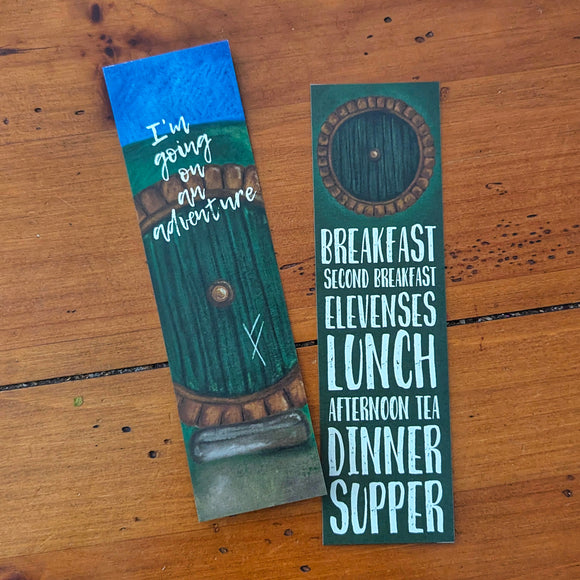 I'm
going
on
an
adventure
BREAKFAST
SECOND BREAKFAST
ELEVENSES
LUNCH
AFTERNOON TEA
DINNER
SUPPER